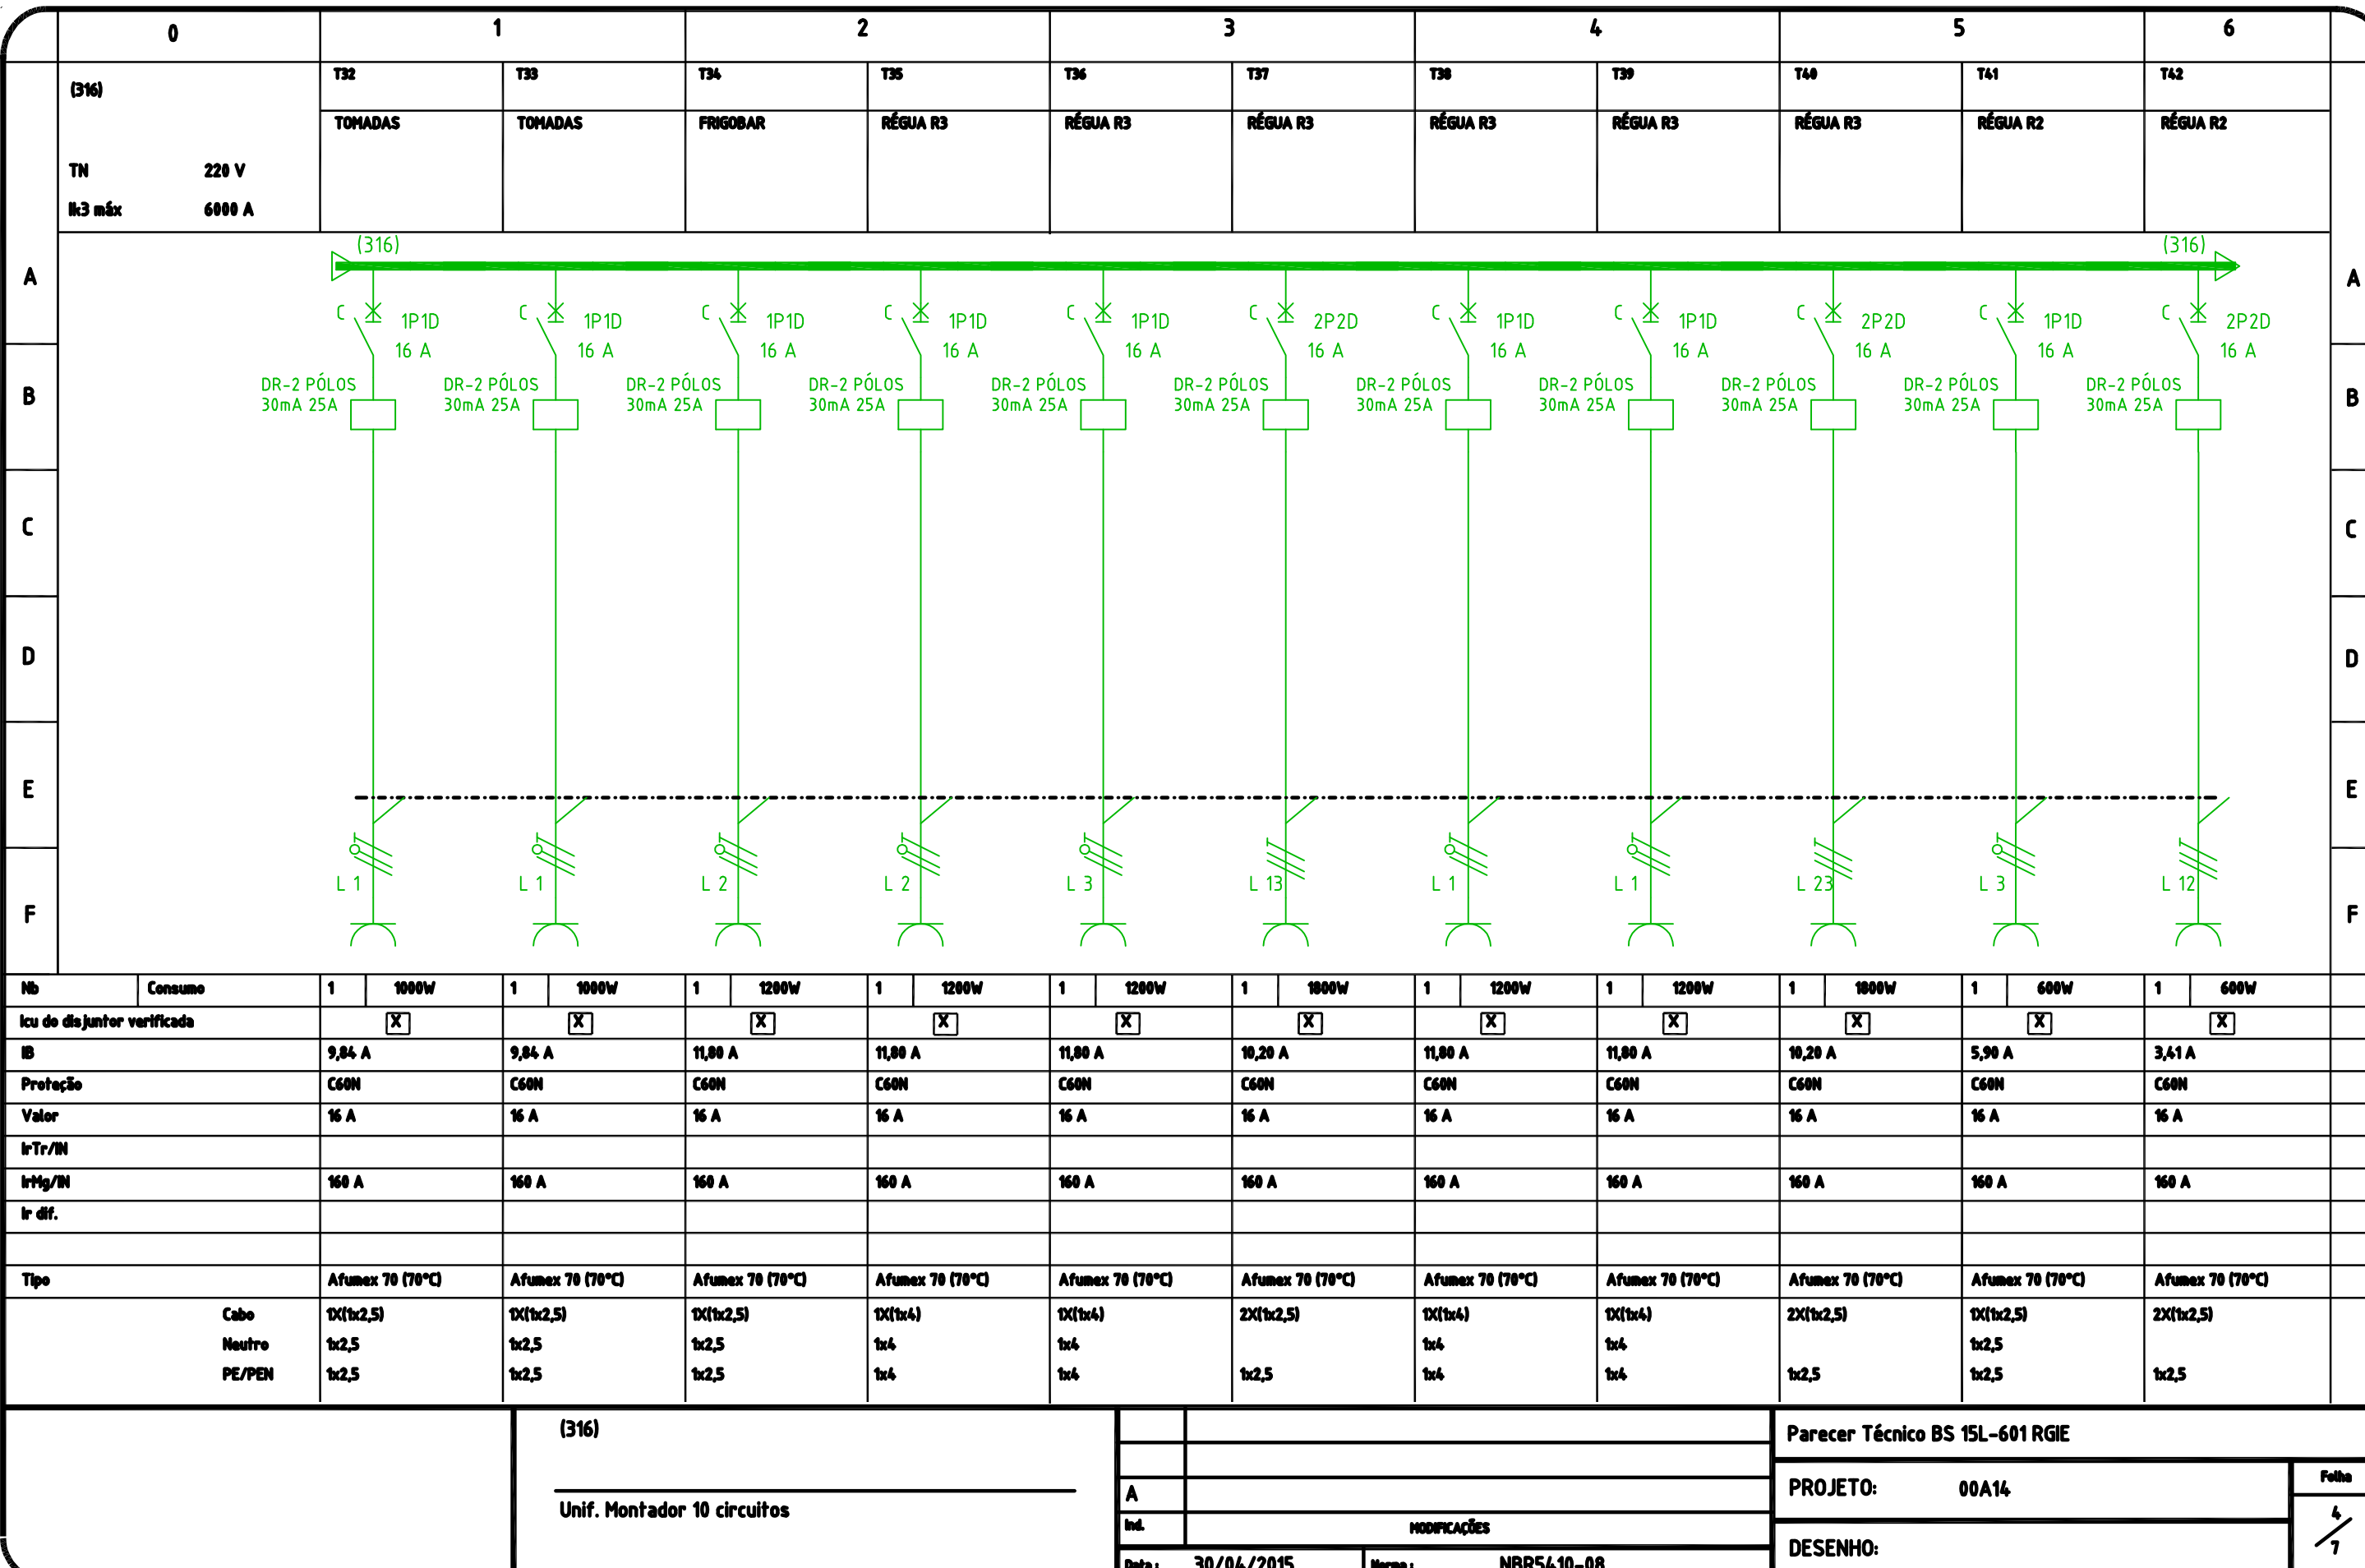 0 1 2 3 4 5 6
(316) T32 T33 T34 T35 T36 T37 T38 T39 T40 T41 T42
TOMADAS TOMADAS FRIGOBAR RÉGUA R3 RÉGUA R3 RÉGUA R3 RÉGUA R3 RÉGUA R3 RÉGUA R3 RÉGUA R2 RÉGUA R2
TN 220 V
Ik3 máx 6000 A
(316) (316)
A A
C C C C C C C C C C C
1P1D 1P1D 1P1D 1P1D 1P1D 2P2D 1P1D 1P1D 2P2D 1P1D 2P2D
16 A 16 A 16 A 16 A 16 A 16 A 16 A 16 A 16 A 16 A 16 A
DR-2 PÓLOS DR-2 PÓLOS DR-2 PÓLOS DR-2 PÓLOS DR-2 PÓLOS DR-2 PÓLOS DR-2 PÓLOS DR-2 PÓLOS DR-2 PÓLOS DR-2 PÓLOS DR-2 PÓLOS
B B
30mA 25A 30mA 25A 30mA 25A 30mA 25A 30mA 25A 30mA 25A 30mA 25A 30mA 25A 30mA 25A 30mA 25A 30mA 25A
C C
D D
E E
L 1 L 1 L 2 L 2 L 3 L 13 L 1 L 1 L 23 L 3 L 12
F F
Nb Consumo 1 1000W 1 1000W 1 1200W 1 1200W 1 1200W 1 1800W 1 1200W 1 1200W 1 1800W 1 600W 1 600W
Icu do disjuntor verificada X X X X X X X X X X X
IB 9,84 A 9,84 A 11,80 A 11,80 A 11,80 A 10,20 A 11,80 A 11,80 A 10,20 A 5,90 A 3,41 A
Proteção C60N C60N C60N C60N C60N C60N C60N C60N C60N C60N C60N
Valor 16 A 16 A 16 A 16 A 16 A 16 A 16 A 16 A 16 A 16 A 16 A
IrTr/IN
IrMg/IN 160 A 160 A 160 A 160 A 160 A 160 A 160 A 160 A 160 A 160 A 160 A
Ir dif.
Tipo Afumex 70 (70°C) Afumex 70 (70°C) Afumex 70 (70°C) Afumex 70 (70°C) Afumex 70 (70°C) Afumex 70 (70°C) Afumex 70 (70°C) Afumex 70 (70°C) Afumex 70 (70°C) Afumex 70 (70°C) Afumex 70 (70°C)
Cabo 1X(1x2,5) 1X(1x2,5) 1X(1x2,5) 1X(1x4) 1X(1x4) 2X(1x2,5) 1X(1x4) 1X(1x4) 2X(1x2,5) 1X(1x2,5) 2X(1x2,5)
Neutro 1x2,5 1x2,5 1x2,5 1x4 1x4 1x4 1x4 1x2,5
PE/PEN 1x2,5 1x2,5 1x2,5 1x4 1x4 1x2,5 1x4 1x4 1x2,5 1x2,5 1x2,5
(316)
Unif. Montador 10 circuitos
A
Ind. MODIFICAÇÕES
Data : 30/04/2015 Norma : NBR5410-08
Parecer Técnico BS 15L-601 RGIE
PROJETO: 00A14
Folha
4/7
DESENHO: